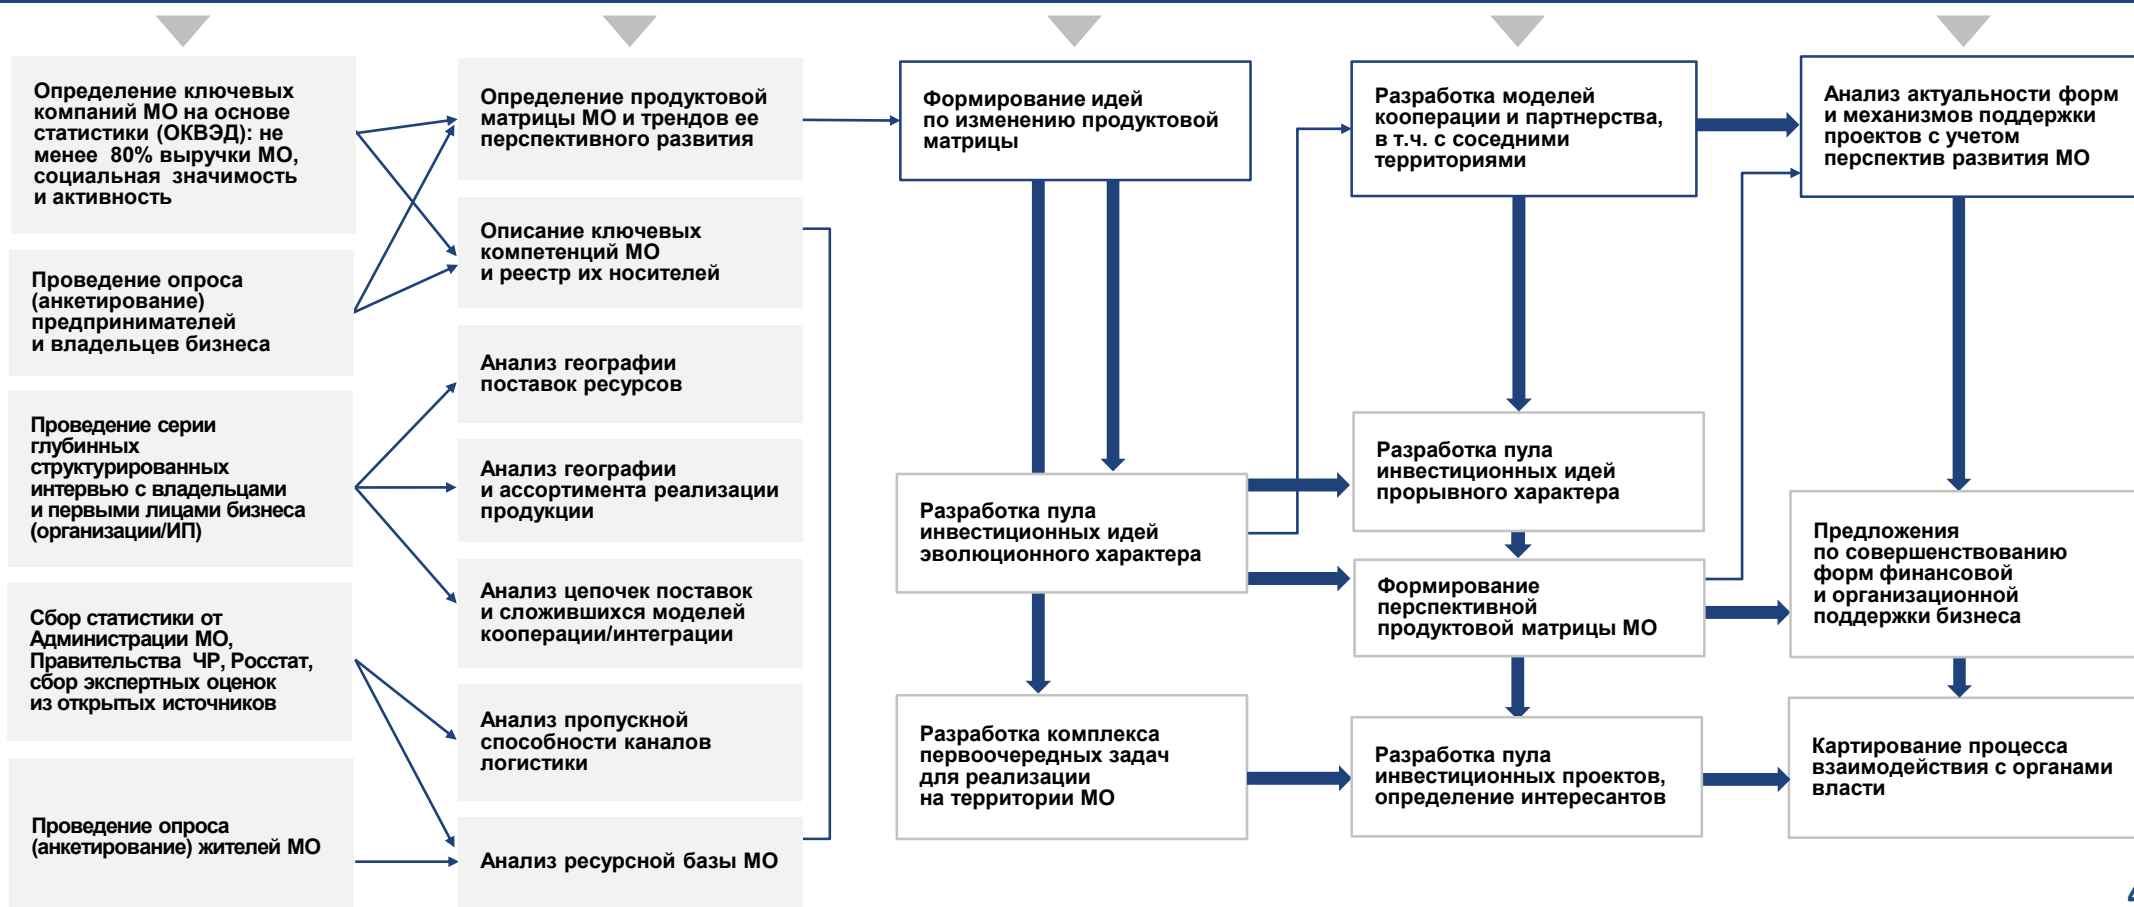 Определение ключевых
компаний МО на основе
статистики (ОКВЭД): не
менее 80% выручки МО,
социальная значимость
и активность
Проведение опроса
(анкетирование)
предпринимателей
и владельцев бизнеса
Проведение серии
глубинных
структурированных
интервью с владельцами
и первыми лицами бизнеса
(организации/ИП)
Сбор статистики от
Администрации МО,
Правительства ЧР, Росстат,
сбор экспертных оценок
из открытых источников
Проведение опроса
(анкетирование) жителей МО
Определение продуктовой
матрицы МО и трендов ее
перспективного развития
Описание ключевых
компетенций МО
и реестр их носителей
Анализ географии
поставок ресурсов
Анализ географии
и ассортимента реализации
продукции
Анализ цепочек поставок
и сложившихся моделей
кооперации/интеграции
Анализ пропускной
способности каналов
логистики
Анализ ресурсной базы МО
Формирование идей
по изменению продуктовой
матрицы
Разработка пула
инвестиционных идей
эволюционного характера
Разработка комплекса
первоочередных задач
для реализации
на территории МО
Разработка моделей
кооперации и партнерства,
в т.ч. с соседними
территориями
Разработка пула
инвестиционных идей
прорывного характера
Формирование
перспективной
продуктовой матрицы МО
Разработка пула
инвестиционных проектов,
определение интересантов
Анализ актуальности форм
и механизмов поддержки
проектов с учетом
перспектив развития МО
Предложения
по совершенствованию
форм финансовой
и организационной
поддержки бизнеса
Картирование процесса
взаимодействия с органами
власти